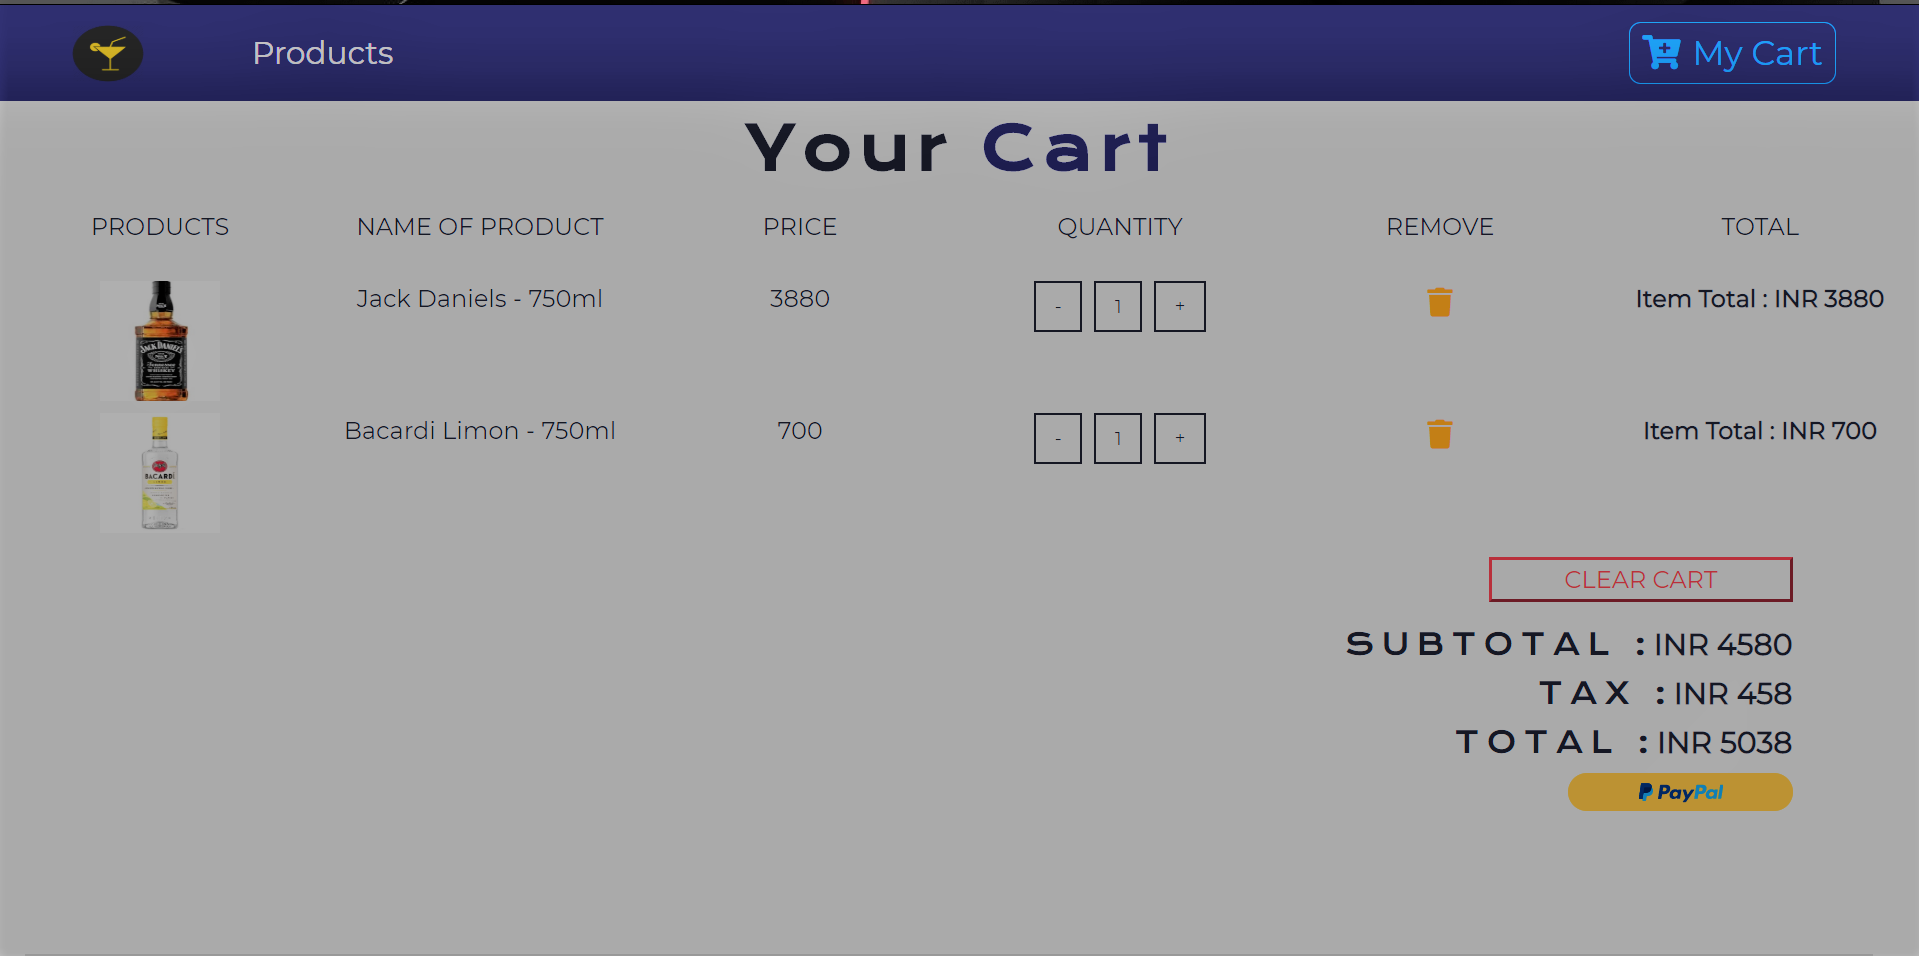 Products
My Cart
Your Cart
PRODUCTS NAME OF PRODUCT PRICE QUANTITY REMOVE TOTAL
Jack Daniels - 750ml 3880 - 1 + Item Total : INR 3880
JACK DANIEL'S
WHISKEY
Bacardi Limon - 750ml 700 - 1 + Item Total : INR 700
BACARDI
CLEAR CART
SUBTOTAL : INR 4580
TAX : INR 458
TOTAL : INR 5038
PayPal